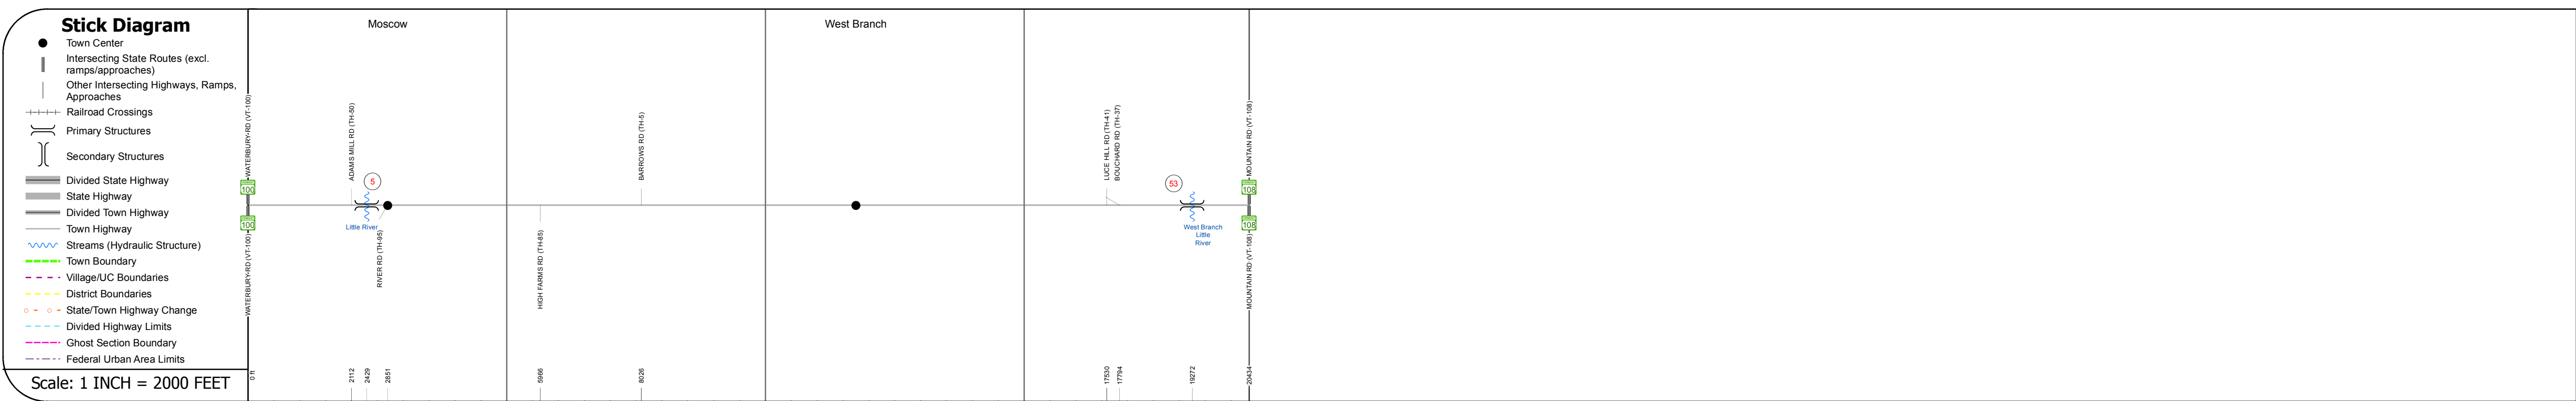 Stick Diagram
Town Center
Intersecting State Routes (excl.
ramps/approaches)
Other Intersecting Highways, Ramps,
Approaches
Railroad Crossings
Primary Structures
Secondary Structures
Divided State Highway
State Highway
Divided Town Highway
Town Highway
Streams (Hydraulic Structure)
Town Boundary
Village/UC Boundaries
District Boundaries
State/Town Highway Change
Divided Highway Limits
Ghost Section Boundary
Federal Urban Area Limits
Scale: 1 INCH = 2000 FEET
Moscow
West Branch
WATERBURY-RD (VT-100)
ADAMS MILL RD (TH-50)
BARROWS RD (TH-5)
LUCE HILL RD (TH-41)
BOUCHARD RD (TH-37)
MOUNTAIN RD (VT-108)
100
5
53
108
100
108
Little River
West Branch
Little
River
WATERBURY-RD (VT-100)
RIVER RD (TH-95)
HIGH FARMS RD (TH-85)
MOUNTAIN RD (VT-108)
0 ft
2112
2429
2851
5966
8026
17530
17794
19272
20434